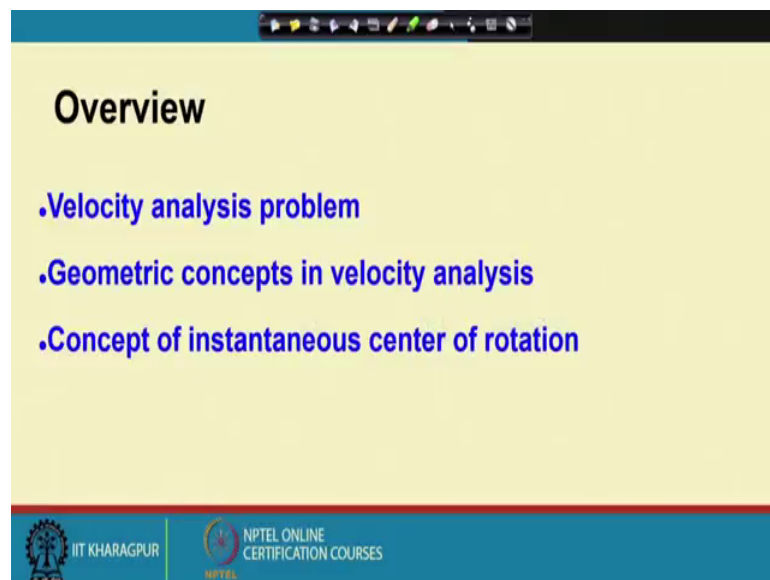 Overview
•Velocity analysis problem
•Geometric concepts in velocity analysis
•Concept of instantaneous center of rotation
IIT KHARAGPUR
NPTEL ONLINE
CERTIFICATION COURSES
NPTEL